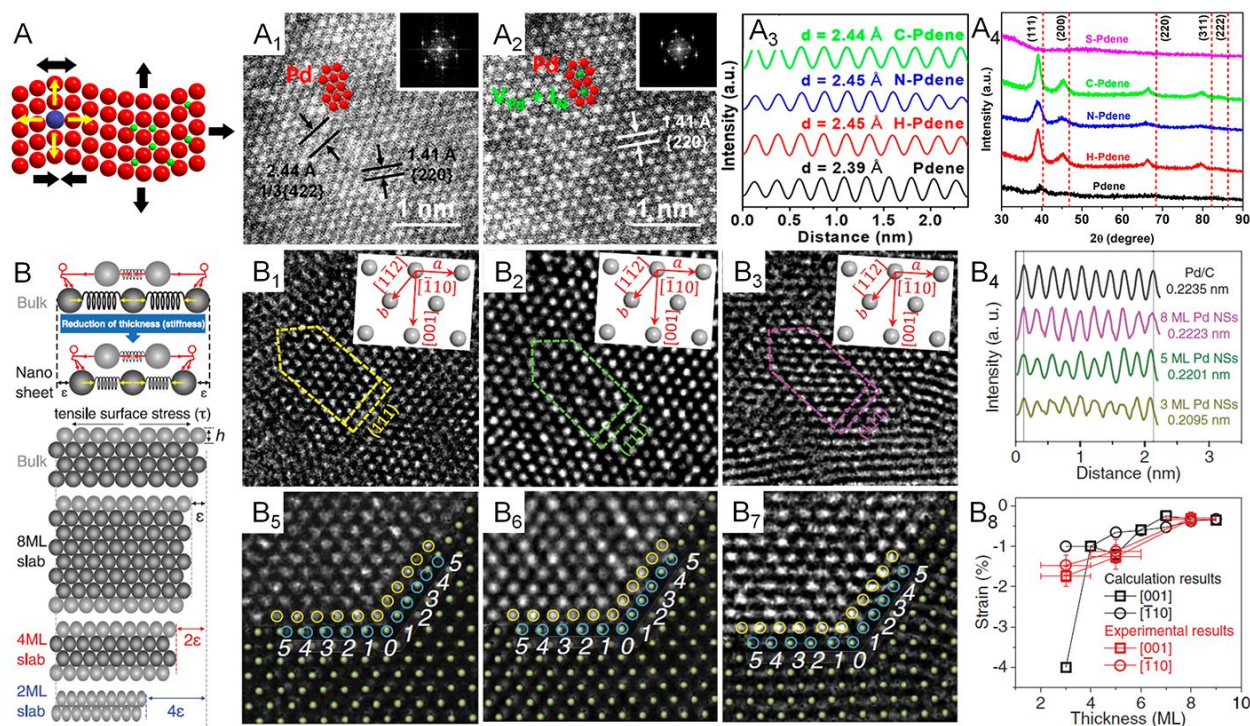 A
A1
Pd
2.44 Å
1/3{422}
1.41 Å
{220}
1 nm
A2
Pd
VPd + IN
1.41 Å
{220}
1 nm
A3
d = 2.44 Å C-Pdene
d = 2.45 Å N-Pdene
d = 2.45 Å H-Pdene
d = 2.39 Å Pdene
Intensity (a.u.)
0.0 0.5 1.0 1.5 2.0
Distance (nm)
A4
(111) (200) (220) (311) (222)
S-Pdene
C-Pdene
N-Pdene
H-Pdene
Pdene
Intensity (a.u.)
30 40 50 60 70 80 90
2θ (degree)
B
Bulk
Reduction of thickness (stiffness)
Nano
sheet
ε ε
tensile surface stress (τ)
h
Bulk
ε
8ML
slab
4ML
slab
2ε
2ML
slab
4ε
B1
[1̄12] a
[1̄10]
b
[001]
B2
[1̄12] a
[1̄10]
b
[001]
B3
[1̄12] a
[1̄10]
b
[001]
B4
Pd/C
0.2235 nm
8 ML Pd NSs
0.2223 nm
5 ML Pd NSs
0.2201 nm
3 ML Pd NSs
0.2095 nm
Intensity (a. u.)
0 1 2 3
Distance (nm)
B5
5
4
3
2
5 4 3 2 1 0 1
B6
5
4
3
2
5 4 3 2 1 0 1
B7
5
4
3
2
5 4 3 2 1 0 1
B8
0
-1
-2
-3
-4
Strain (%)
Calculation results
[001]
[1̄10]
Experimental results
[001]
[1̄10]
2 4 6 8 10
Thickness (ML)